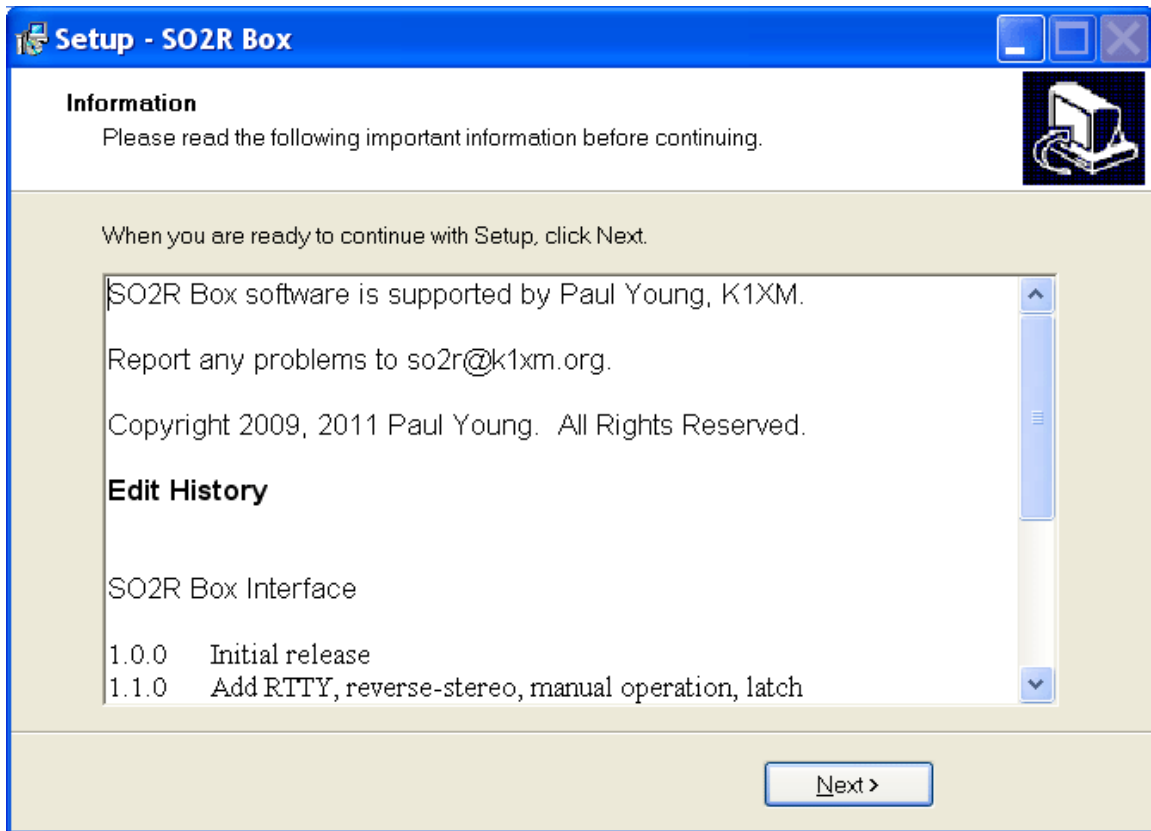 Setup - SO2R Box
Information
Please read the following important information before continuing.
When you are ready to continue with Setup, click Next.
SO2R Box software is supported by Paul Young, K1XM.
Report any problems to so2r@k1xm.org.
Copyright 2009, 2011 Paul Young.  All Rights Reserved.
Edit History
SO2R Box Interface
1.0.0 Initial release
1.1.0 Add RTTY, reverse-stereo, manual operation, latch
Next >